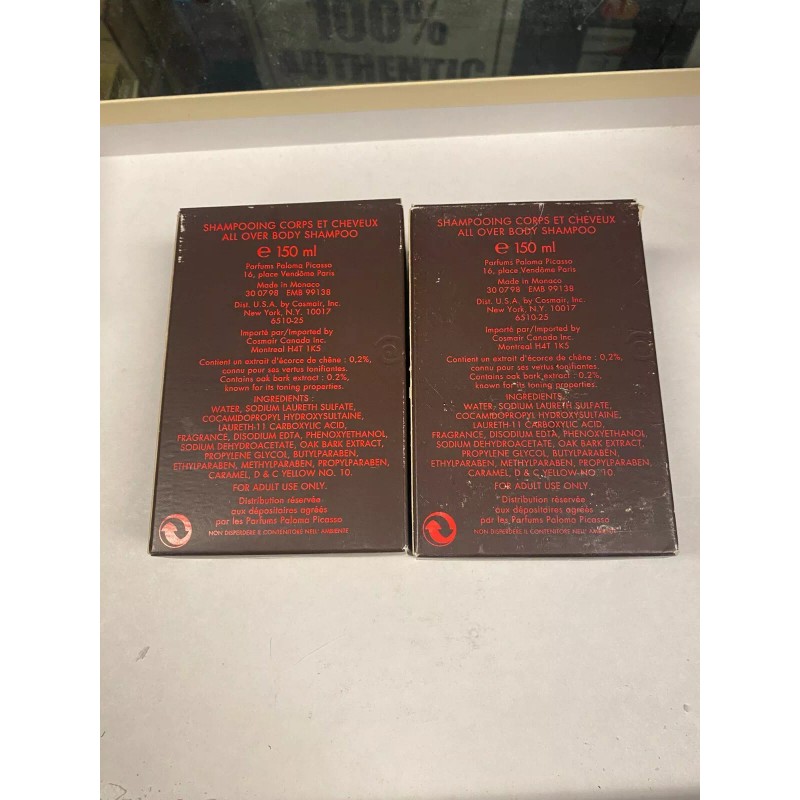 100%
AUTHENTIC
SHAMPOOING CORPS ET CHEVEUX
ALL OVER BODY SHAMPOO
e 150 ml
Parfums Paloma Picasso
16, place Vendôme Paris
Made in Monaco
30 0798 EMB 99138
Dist. U.S.A. by Cosmair, Inc.
New York, N.Y. 10017
6510-25
Importé par/Imported by
Cosmair Canada Inc.
Montreal H4T 1K5
Contient un extrait d'écorce de chêne : 0,2%,
connu pour ses vertus tonifiantes.
Contains oak bark extract : 0.2%,
known for its toning properties.
INGREDIENTS :
WATER, SODIUM LAURETH SULFATE,
COCAMIDOPROPYL HYDROXYSULTAINE,
LAURETH-11 CARBOXYLIC ACID,
FRAGRANCE, DISODIUM EDTA, PHENOXYETHANOL,
SODIUM DEHYDROACETATE, OAK BARK EXTRACT,
PROPYLENE GLYCOL, BUTYLPARABEN,
ETHYLPARABEN, METHYLPARABEN, PROPYLPARABEN,
CARAMEL, D & C YELLOW NO. 10.
FOR ADULT USE ONLY.
Distribution réservée
aux dépositaires agréés
par les Parfums Paloma Picasso
NON DISPERDERE IL CONTENITORE NELL' AMBIENTE
SHAMPOOING CORPS ET CHEVEUX
ALL OVER BODY SHAMPOO
e 150 ml
Parfums Paloma Picasso
16, place Vendôme Paris
Made in Monaco
30 0798 EMB 99138
Dist. U.S.A. by Cosmair, Inc.
New York, N.Y. 10017
6510-25
Importé par/Imported by
Cosmair Canada Inc.
Montreal H4T 1K5
Contient un extrait d'écorce de chêne : 0,2%,
connu pour ses vertus tonifiantes.
Contains oak bark extract : 0.2%,
known for its toning properties.
INGREDIENTS :
WATER, SODIUM LAURETH SULFATE,
COCAMIDOPROPYL HYDROXYSULTAINE,
LAURETH-11 CARBOXYLIC ACID,
FRAGRANCE, DISODIUM EDTA, PHENOXYETHANOL,
SODIUM DEHYDROACETATE, OAK BARK EXTRACT,
PROPYLENE GLYCOL, BUTYLPARABEN,
ETHYLPARABEN, METHYLPARABEN, PROPYLPARABEN,
CARAMEL, D & C YELLOW NO. 10.
FOR ADULT USE ONLY.
Distribution réservée
aux dépositaires agréés
par les Parfums Paloma Picasso
NON DISPERDERE IL CONTENITORE NELL' AMBIENTE